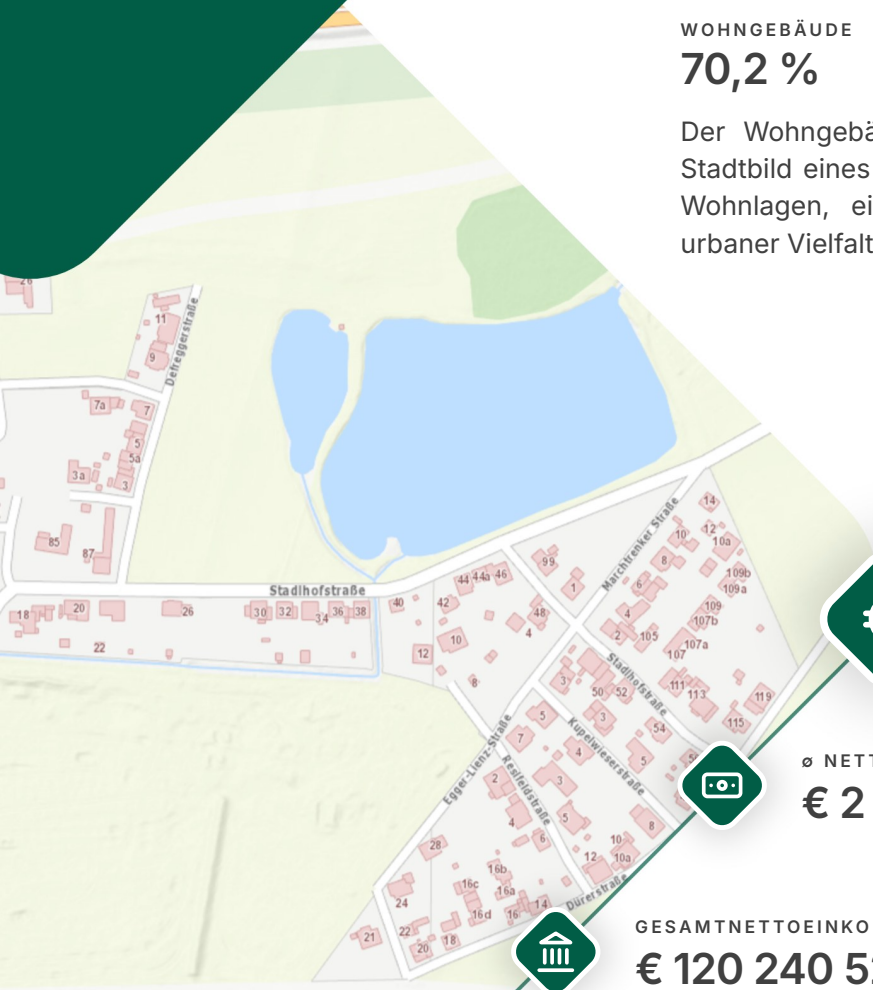 WOHNGEBÄUDE
70,2 %
Der Wohngebä
Stadtbild eines
Wohnlagen, ei
urbaner Vielfalt
26
11
9
Defreggerstraße
7a
7
5
5a
3a
3
85
87
Stadlhofstraße
18
20
26
30
32
34
36
38
40
22
42
44
44a
46
48
4
10
12
8
99
1
Marchtrenker Straße
14
12
10
10a
8
6
4
2
109b
109a
109
107b
105
107a
107
111
113
115
119
Stadlhofstraße
3
50
52
3
54
5
Kupelwieserstraße
5
7
4
3
5
8
10
10a
12
Egger-Lienz-Straße
Reslfeldstraße
2
4
6
28
24
22
21
20
18
16c
16b
16a
16d
16
14
Dürerstraße
ø NETT
€ 2
GESAMTNETTOEINKO
€ 120 240 5